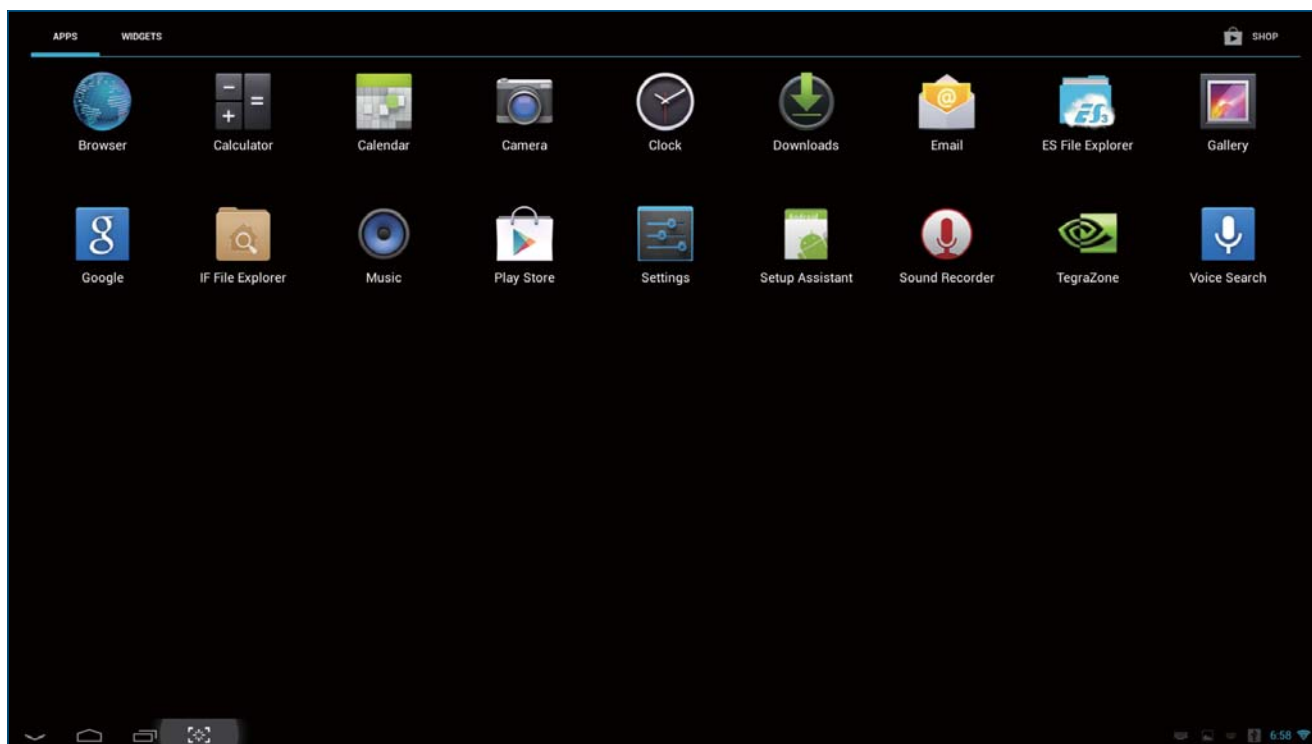 APPS WIDGETS SHOP
Browser Calculator Calendar Camera Clock Downloads Email ES File Explorer Gallery
Google IF File Explorer Music Play Store Settings Setup Assistant Sound Recorder TegraZone Voice Search
6:58